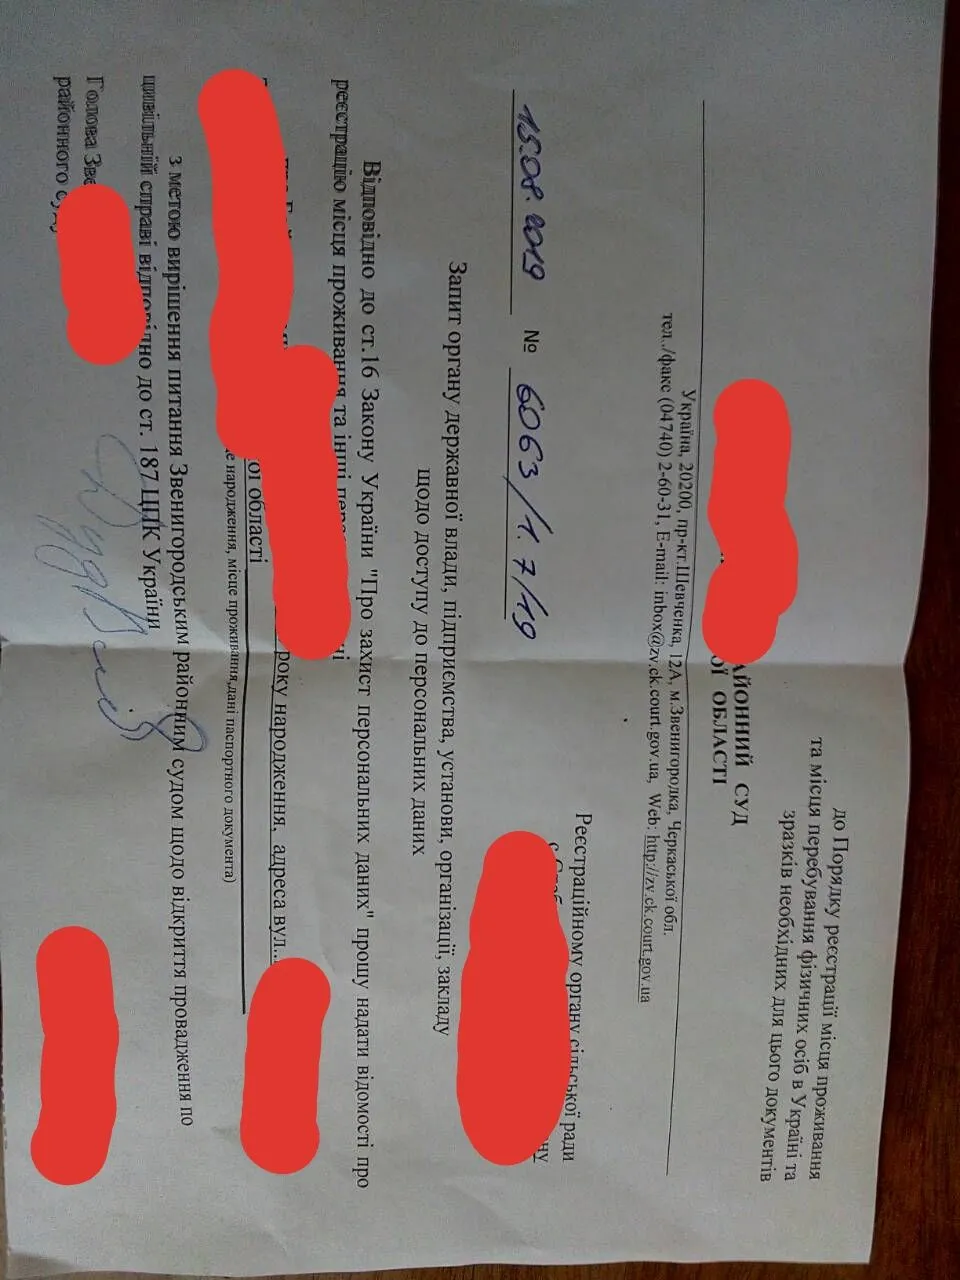 до Порядку реєстрації місця проживання
та місця перебування фізичних осіб в Україні та
зразків необхідних для цього документів
АЙОННИЙ СУД
ОЇ ОБЛАСТІ
Україна, 20200, пр-кт.Шевченка, 12А, м.Звенигородка, Черкаської обл.
тел../факс (04740) 2-60-31, E-mail: inbox@zv.ck.court.gov.ua, Web: http://zv.ck.court.gov.ua
Реєстраційному органу сільської ради
15.08.2019 № 6063/1.7/19
Запит органу державної влади, підприємства, установи, організації, закладу
щодо доступу до персональних даних
Відповідно до ст.16 Закону України "Про захист персональних даних" прошу надати відомості про
реєстрацію місця проживання та інші
року народження, адреса вул...
ої області
народження, місце проживання,дані паспортного документа)
з метою вирішення питання Звенигородським районним судом щодо відкриття провадження по
цивільній справі відповідно до ст. 187 ЦПК України
Голова
районного